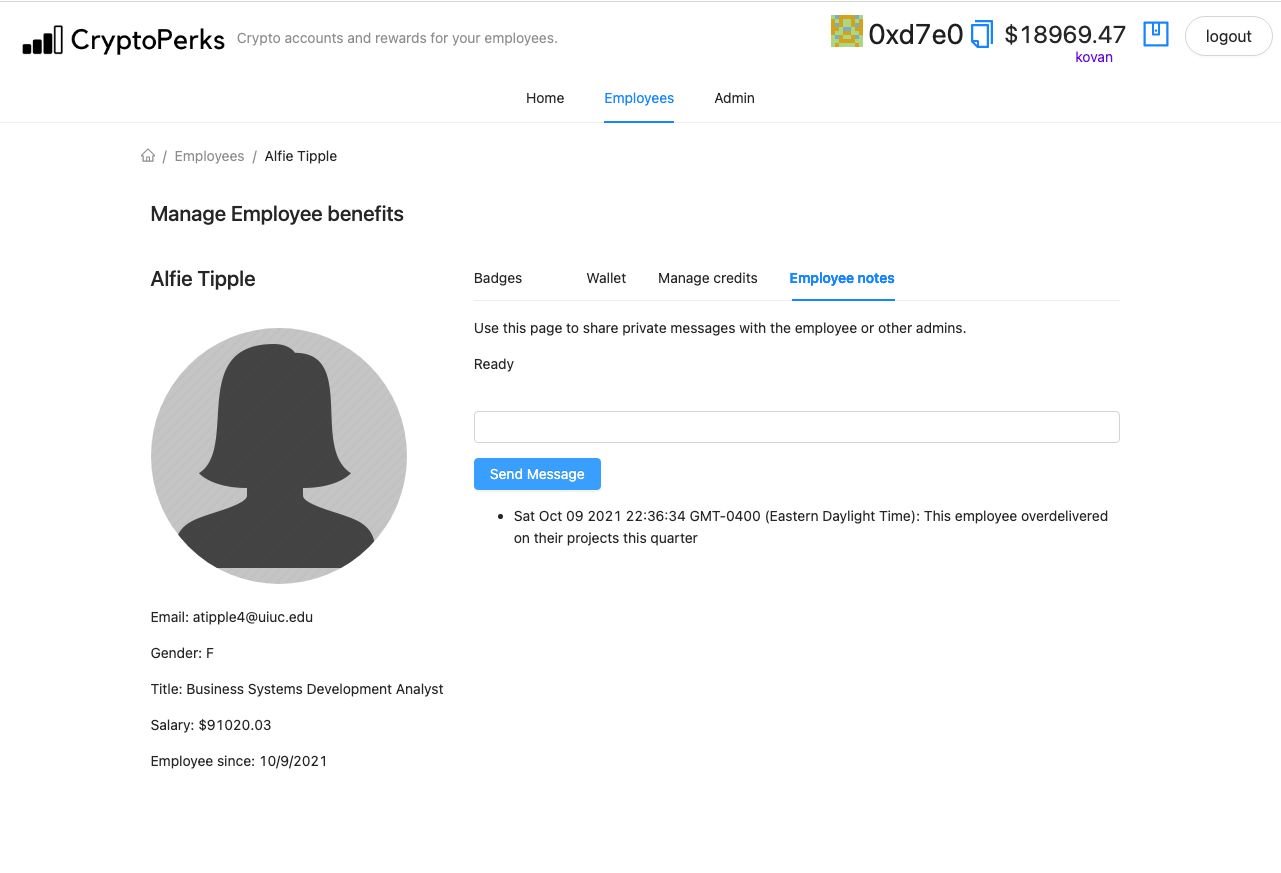 CryptoPerks Crypto accounts and rewards for your employees. 0xd7e0 $18969.47 logout
kovan
Home Employees Admin
/ Employees / Alfie Tipple
Manage Employee benefits
Alfie Tipple
Badges Wallet Manage credits Employee notes
Use this page to share private messages with the employee or other admins.
Ready
Send Message
Sat Oct 09 2021 22:36:34 GMT-0400 (Eastern Daylight Time): This employee overdelivered
on their projects this quarter
Email: atipple4@uiuc.edu
Gender: F
Title: Business Systems Development Analyst
Salary: $91020.03
Employee since: 10/9/2021